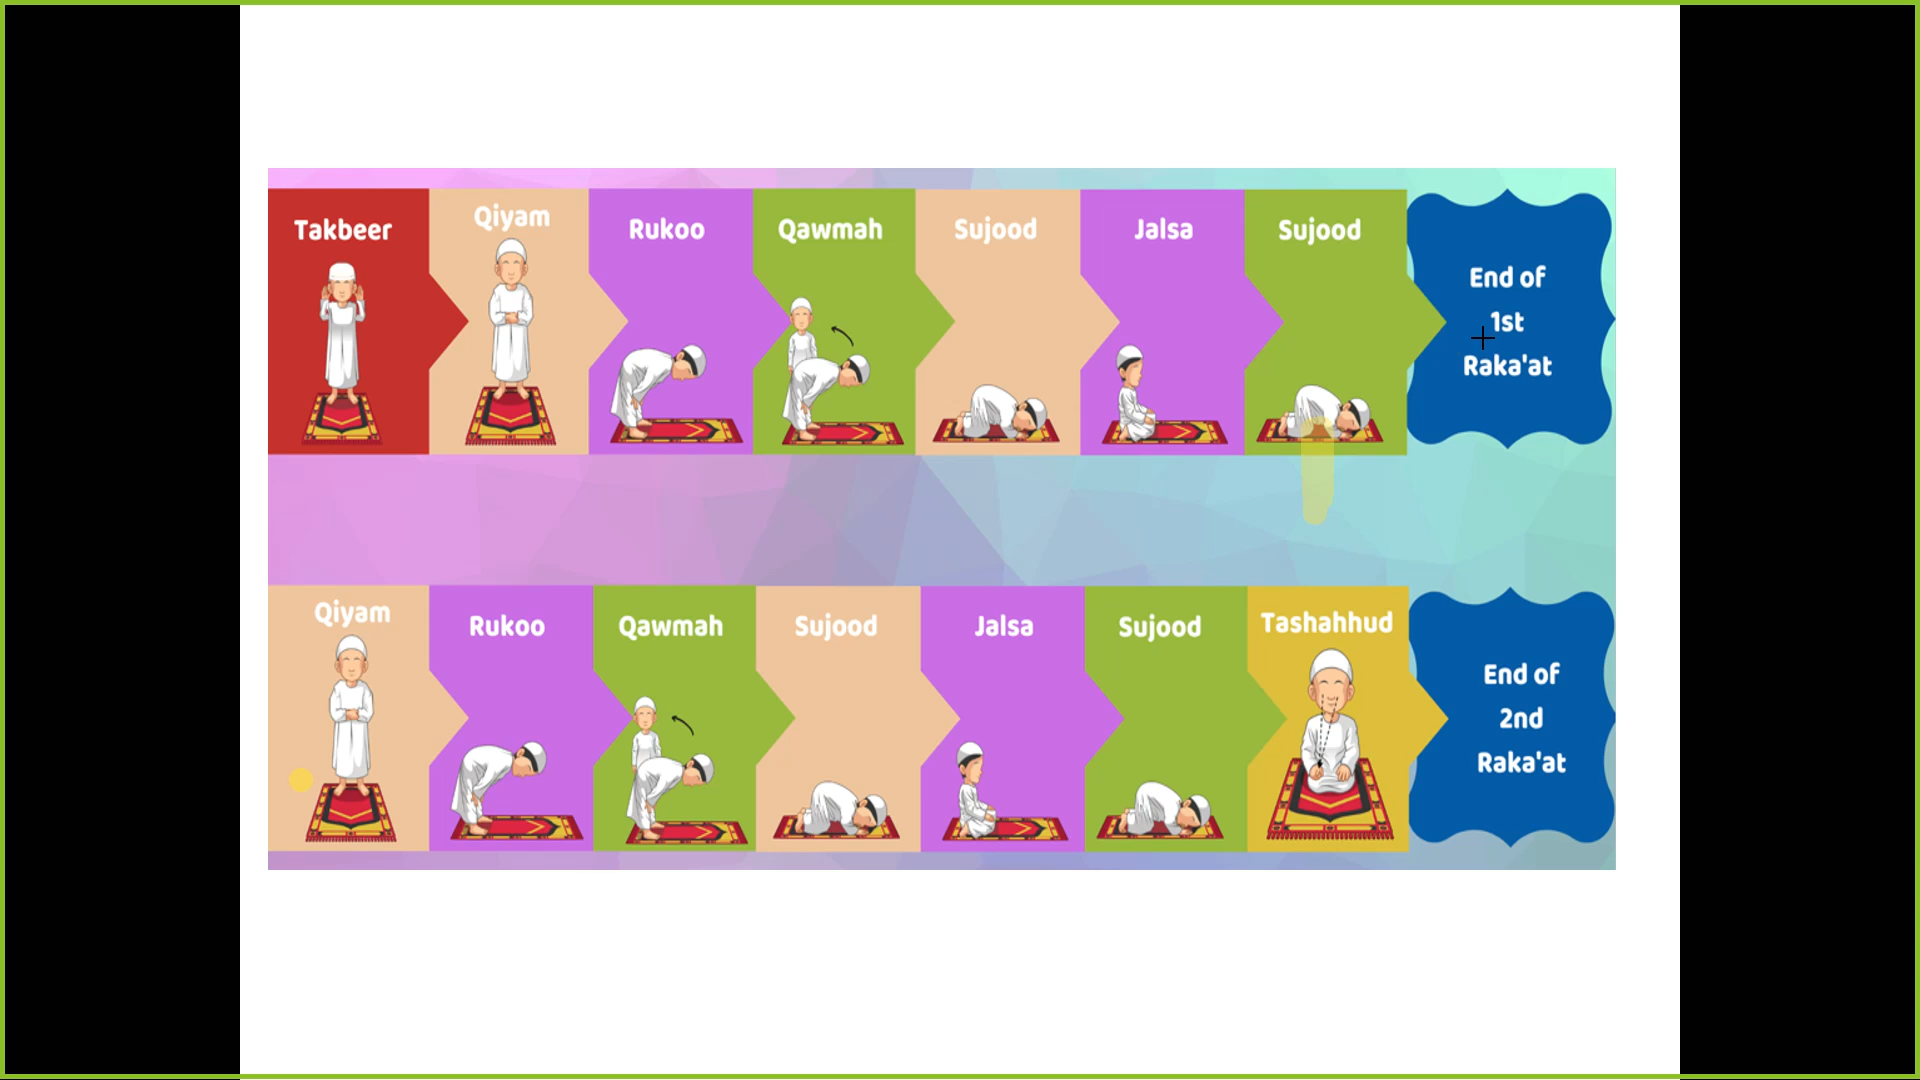 Takbeer
Qiyam
Rukoo
Qawmah
Sujood
Jalsa
Sujood
End of
1st
Raka'at
Qiyam
Rukoo
Qawmah
Sujood
Jalsa
Sujood
Tashahhud
End of
2nd
Raka'at